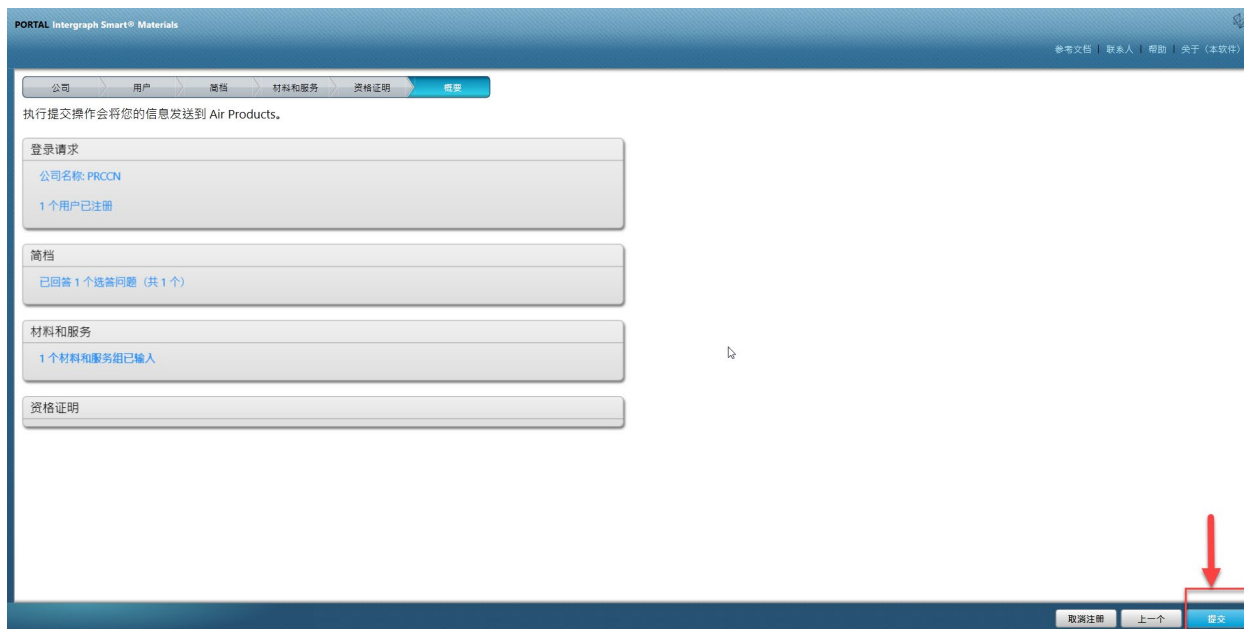 PORTAL Intergraph Smart® Materials
参考文档 | 联系人 | 帮助 | 关于（本软件）
公司 用户 简档 材料和服务 资格证明 概要
执行提交操作会将您的信息发送到 Air Products。
登录请求
公司名称: PRCCN
1 个用户已注册
简档
已回答 1 个选答问题（共 1 个）
材料和服务
1 个材料和服务组已输入
资格证明
取消注册 上一个 提交